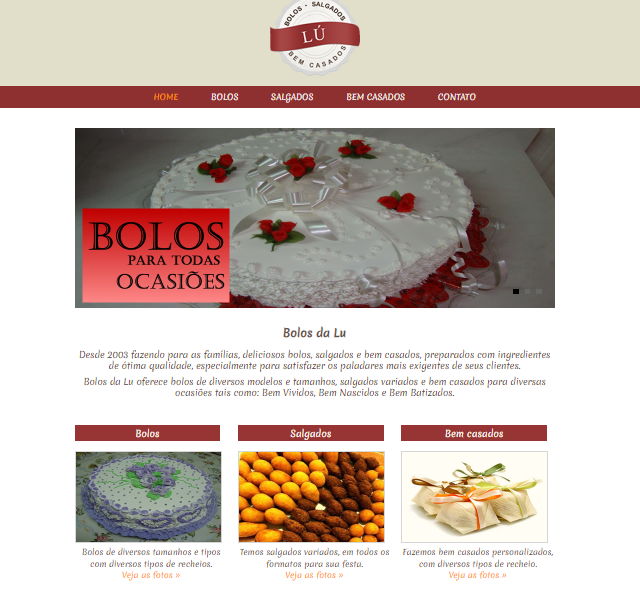 BOLOS - SALGADOS
LÚ
BEM CASADOS
HOME BOLOS SALGADOS BEM CASADOS CONTATO
BOLOS
PARA TODAS
OCASIÕES
Bolos da Lu
Desde 2003 fazendo para as famílias, deliciosos bolos, salgados e bem casados, preparados com ingredientes
de ótima qualidade, especialmente para satisfazer os paladares mais exigentes de seus clientes.
Bolos da Lu oferece bolos de diversos modelos e tamanhos, salgados variados e bem casados para diversas
ocasiões tais como: Bem Vividos, Bem Nascidos e Bem Batizados.
Bolos
Salgados
Bem casados
Bolos de diversos tamanhos e tipos
com diversos tipos de recheios.
Veja as fotos »
Temos salgados variados, em todos os
formatos para sua festa.
Veja as fotos »
Fazemos bem casados personalizados,
com diversos tipos de recheio.
Veja as fotos »